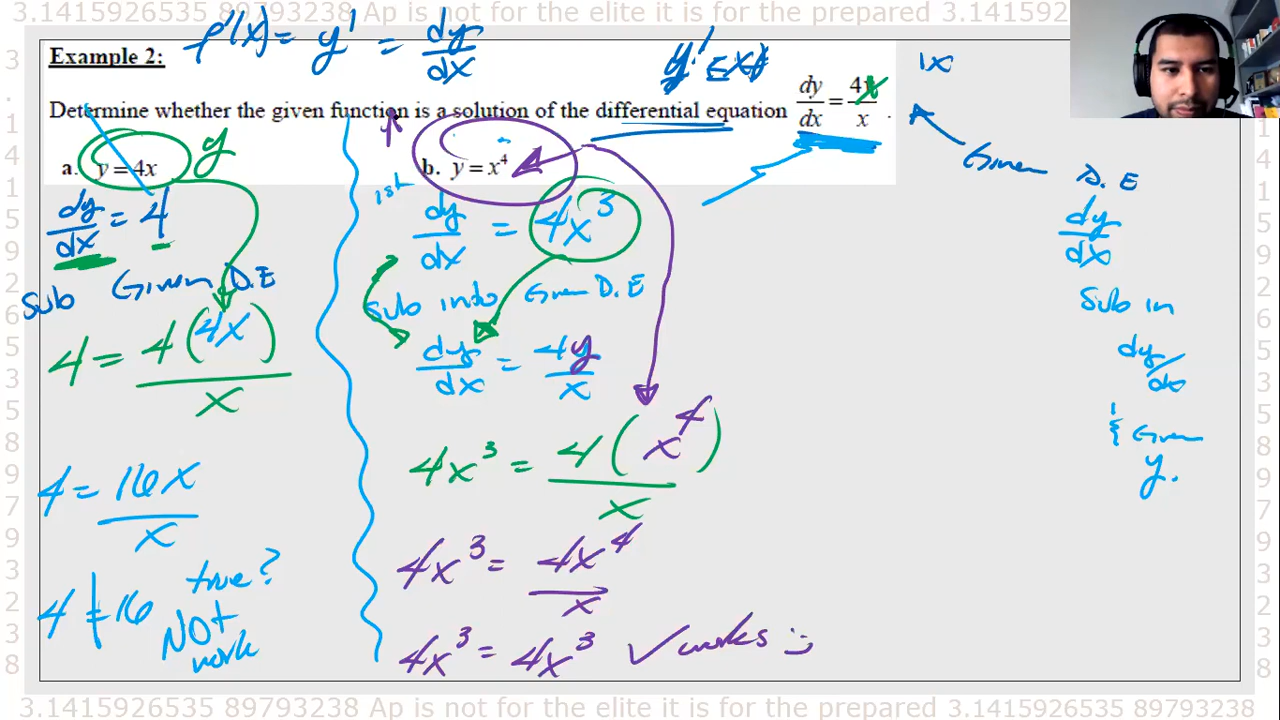 3.1415926535 89793238 Ap is not for the elite it is for the prepared 3.1415926535 89793238
f'(x) = y' = dy/dx
Example 2:
Determine whether the given function is a solution of the differential equation dy/dx = 4y/x .
a. y = 4x
y
b. y = x⁴
1st
dy/dx = 4
Sub Given D.E
4 = 4(4x)/x
4 = 16x/x
4 ≠ 16 true?
Not work
dy/dx = 4x³
Sub into Given D.E
dy/dx = 4y/x
4x³ = 4(x⁴)/x
4x³ = 4x⁴/x
4x³ = 4x³ ✓ works :)
Given D.E
dy/dx
Sub in
dy/dx
& Given
y.
3.1415926535 89793238 Ap is not for the elite it is for the prepared 3.1415926535 89793238